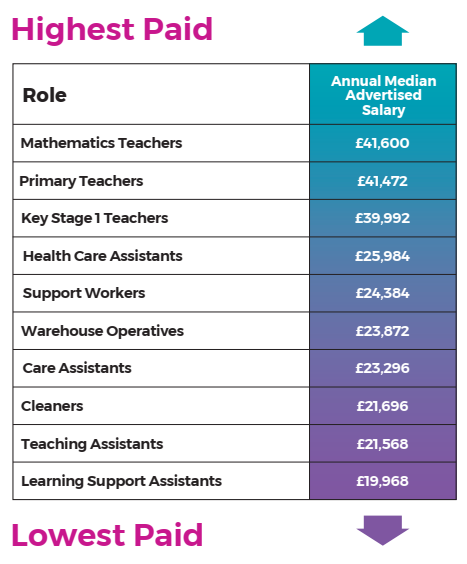 Highest Paid
Role
Annual Median
Advertised
Salary
Mathematics Teachers £41,600
Primary Teachers £41,472
Key Stage 1 Teachers £39,992
Health Care Assistants £25,984
Support Workers £24,384
Warehouse Operatives £23,872
Care Assistants £23,296
Cleaners £21,696
Teaching Assistants £21,568
Learning Support Assistants £19,968
Lowest Paid